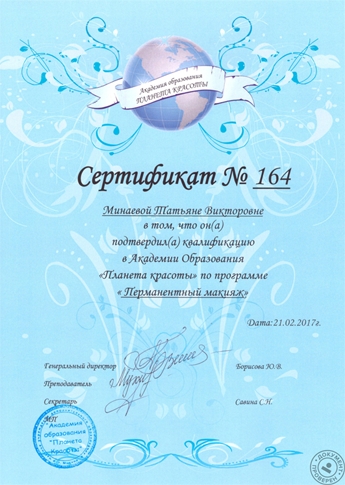 Академия образования
ПЛАНЕТА КРАСОТЫ
Сертификат № 164
Минаевой Татьяне Викторовне
в том, что он(а)
подтвердил(а) квалификацию
в Академии Образования
«Планета красоты» по программе
« Перманентный макияж»
Дата:21.02.2017г.
Генеральный директор Борисова Ю.В.
Преподаватель
Секретарь Савина С.Н.
МП
Академия
образования
"Планета
Красоты"
ДОКУМЕНТ
ПРОВЕРЕН